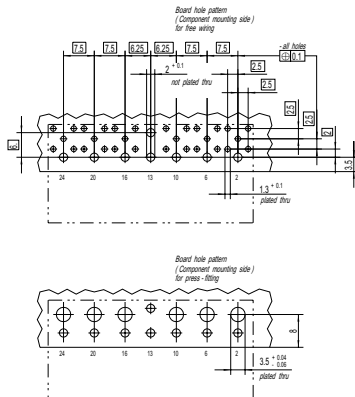 Board hole pattern
( Component mounting side )
for free wiring
7.5 7.5 6.25 6.25 7.5 7.5
- all holes
⌖ 0.1
2 + 0.1
not plated thru
2.5
2.5
2.5
2.5
2
3.5
6
24 20 16 13 10 6 2
1.3 + 0.1
plated thru
Board hole pattern
( Component mounting side )
for press - fitting
24 20 16 13 10 6 2
8
3.5 + 0.04 - 0.06
plated thru